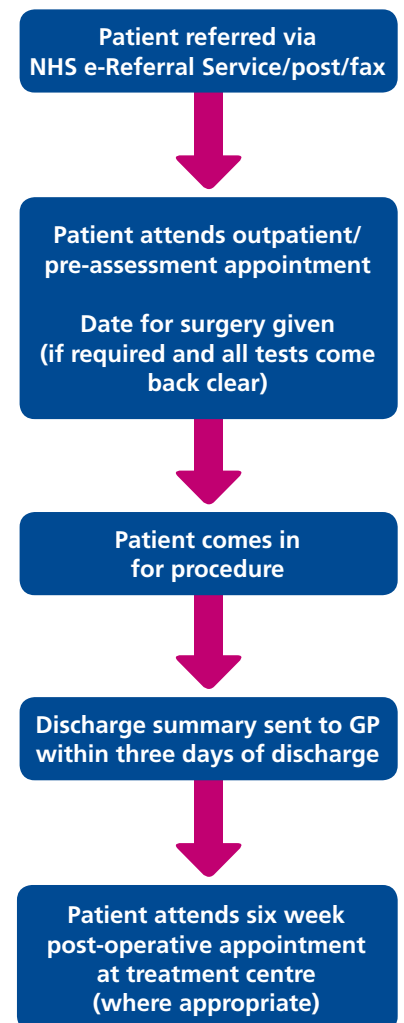 Patient referred via
NHS e-Referral Service/post/fax
Patient attends outpatient/
pre-assessment appointment
Date for surgery given
(if required and all tests come
back clear)
Patient comes in
for procedure
Discharge summary sent to GP
within three days of discharge
Patient attends six week
post-operative appointment
at treatment centre
(where appropriate)